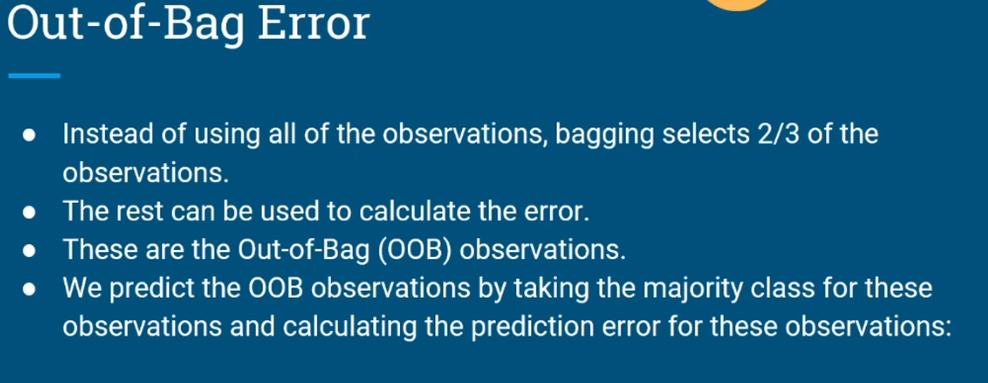 Out-of-Bag Error
● Instead of using all of the observations, bagging selects 2/3 of the
observations.
● The rest can be used to calculate the error.
● These are the Out-of-Bag (OOB) observations.
● We predict the OOB observations by taking the majority class for these
observations and calculating the prediction error for these observations: